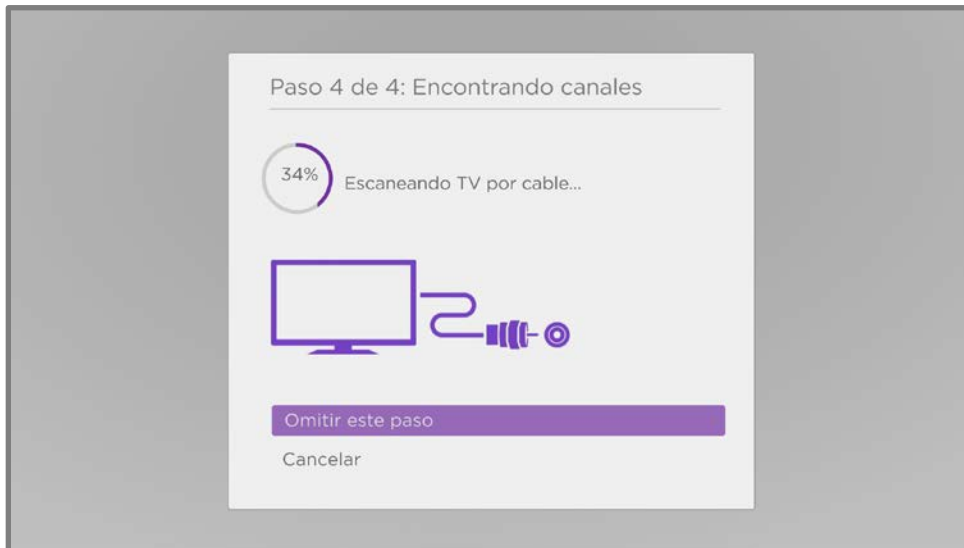 Paso 4 de 4: Encontrando canales
34%
Escaneando TV por cable...
Omitir este paso
Cancelar